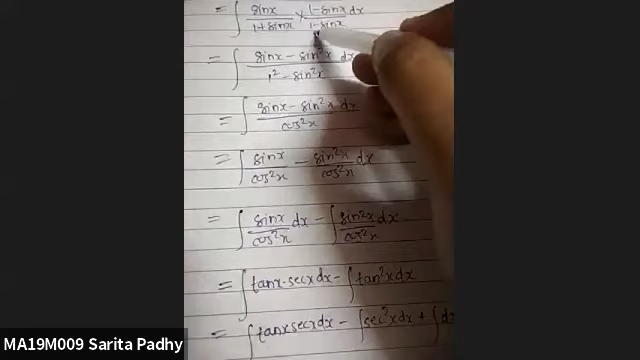 = ∫ sinx/1+sinx × 1-sinx/1-sinx dx
= ∫ sinx - sin²x/1² - sin²x dx
= ∫ sinx - sin²x/cos²x dx
= ∫ sinx/cos²x - sin²x/cos²x dx
= ∫ sinx/cos²x dx - ∫ sin²x/cos²x dx
= ∫ tanx·secx dx - ∫ tan²x dx
= ∫ tanx secx dx - ∫ sec²x dx + ∫ dx
MA19M009 Sarita Padhy